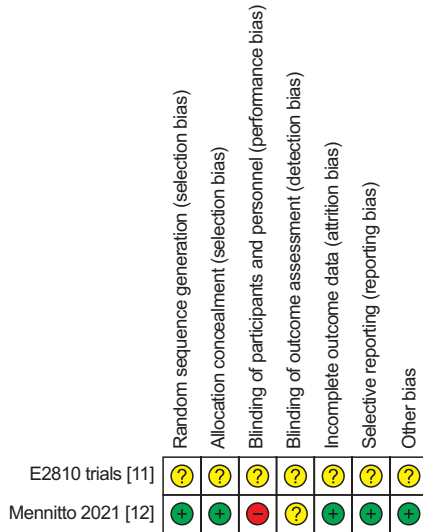 Random sequence generation (selection bias)
Allocation concealment (selection bias)
Blinding of participants and personnel (performance bias)
Blinding of outcome assessment (detection bias)
Incomplete outcome data (attrition bias)
Selective reporting (reporting bias)
Other bias
E2810 trials [11] ? ? ? ? ? ? ?
Mennitto 2021 [12] + + − ? + + +